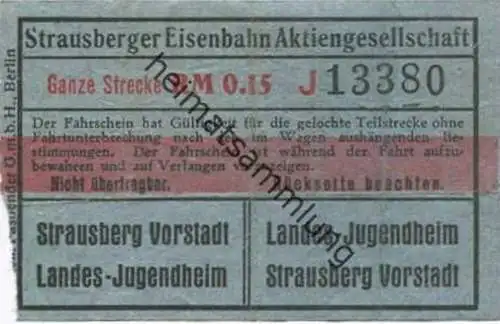 Strausberger Eisenbahn Aktiengesellschaft
Ganze Strecke RM 0.15 J 13380
Der Fahrschein hat Gültigkeit für die gelochte Teilstrecke ohne
Fahrtunterbrechung nach im Wagen aushängenden Be-
stimmungen. Der Fahrschein während der Fahrt aufzu-
bewahren und auf Verlangen vorzuzeigen.
Nicht übertragbar. Rückseite beachten.
Strausberg Vorstadt
Landes-Jugendheim
Landes-Jugendheim
Strausberg Vorstadt
G.m.b.H., Berlin
heimatsammlung